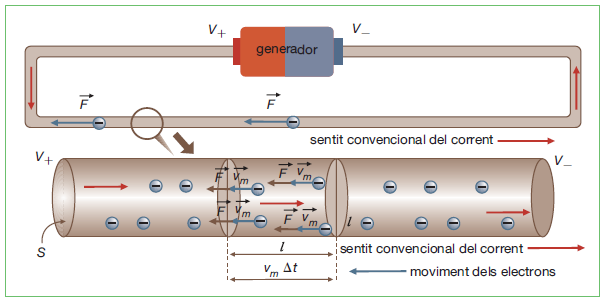 V+ V−
generador
F F
sentit convencional del corrent
V+ V−
F vm F vm
F vm F vm
l
S
l sentit convencional del corrent
vm Δt
moviment dels electrons